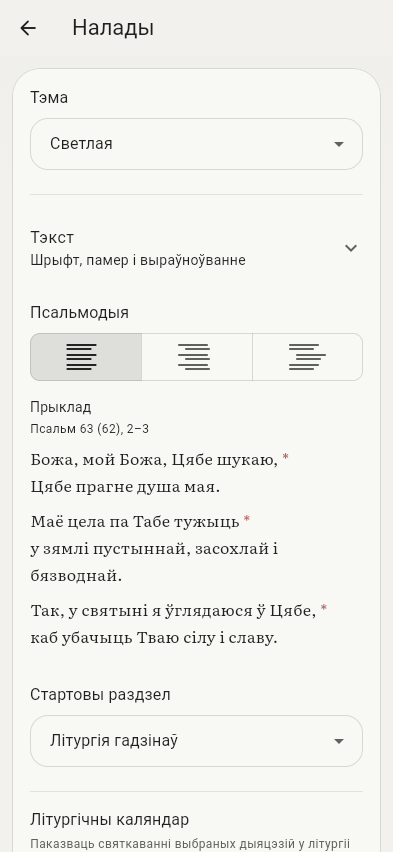 Налады
Тэма
Светлая
Тэкст
Шрыфт, памер і выраўноўванне
Псальмодыя
Прыклад
Псальм 63 (62), 2–3
Божа, мой Божа, Цябе шукаю, *
Цябе прагне душа мая.
Маё цела па Табе тужыць *
у зямлі пустыннай, засохлай і
бязводнай.
Так, у святыні я ўглядаюся ў Цябе, *
каб убачыць Тваю сілу і славу.
Стартовы раздзел
Літургія гадзінаў
Літургічны каляндар
Паказваць святкаванні выбраных дыяцэзій у літургіі